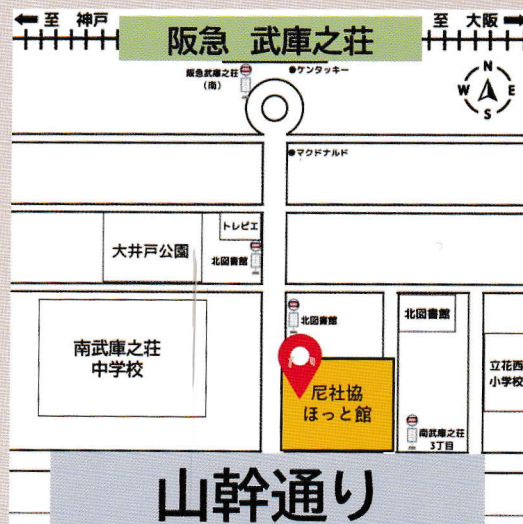 至 神戸
至 大阪
阪急 武庫之荘
阪急武庫之荘
(南)
●ケンタッキー
N
W E
S
●マクドナルド
トレピエ
大井戸公園
北図書館
南武庫之荘
中学校
北図書館
北図書館
尼社協
ほっと館
立花西
小学校
南武庫之荘
3丁目
山幹通り